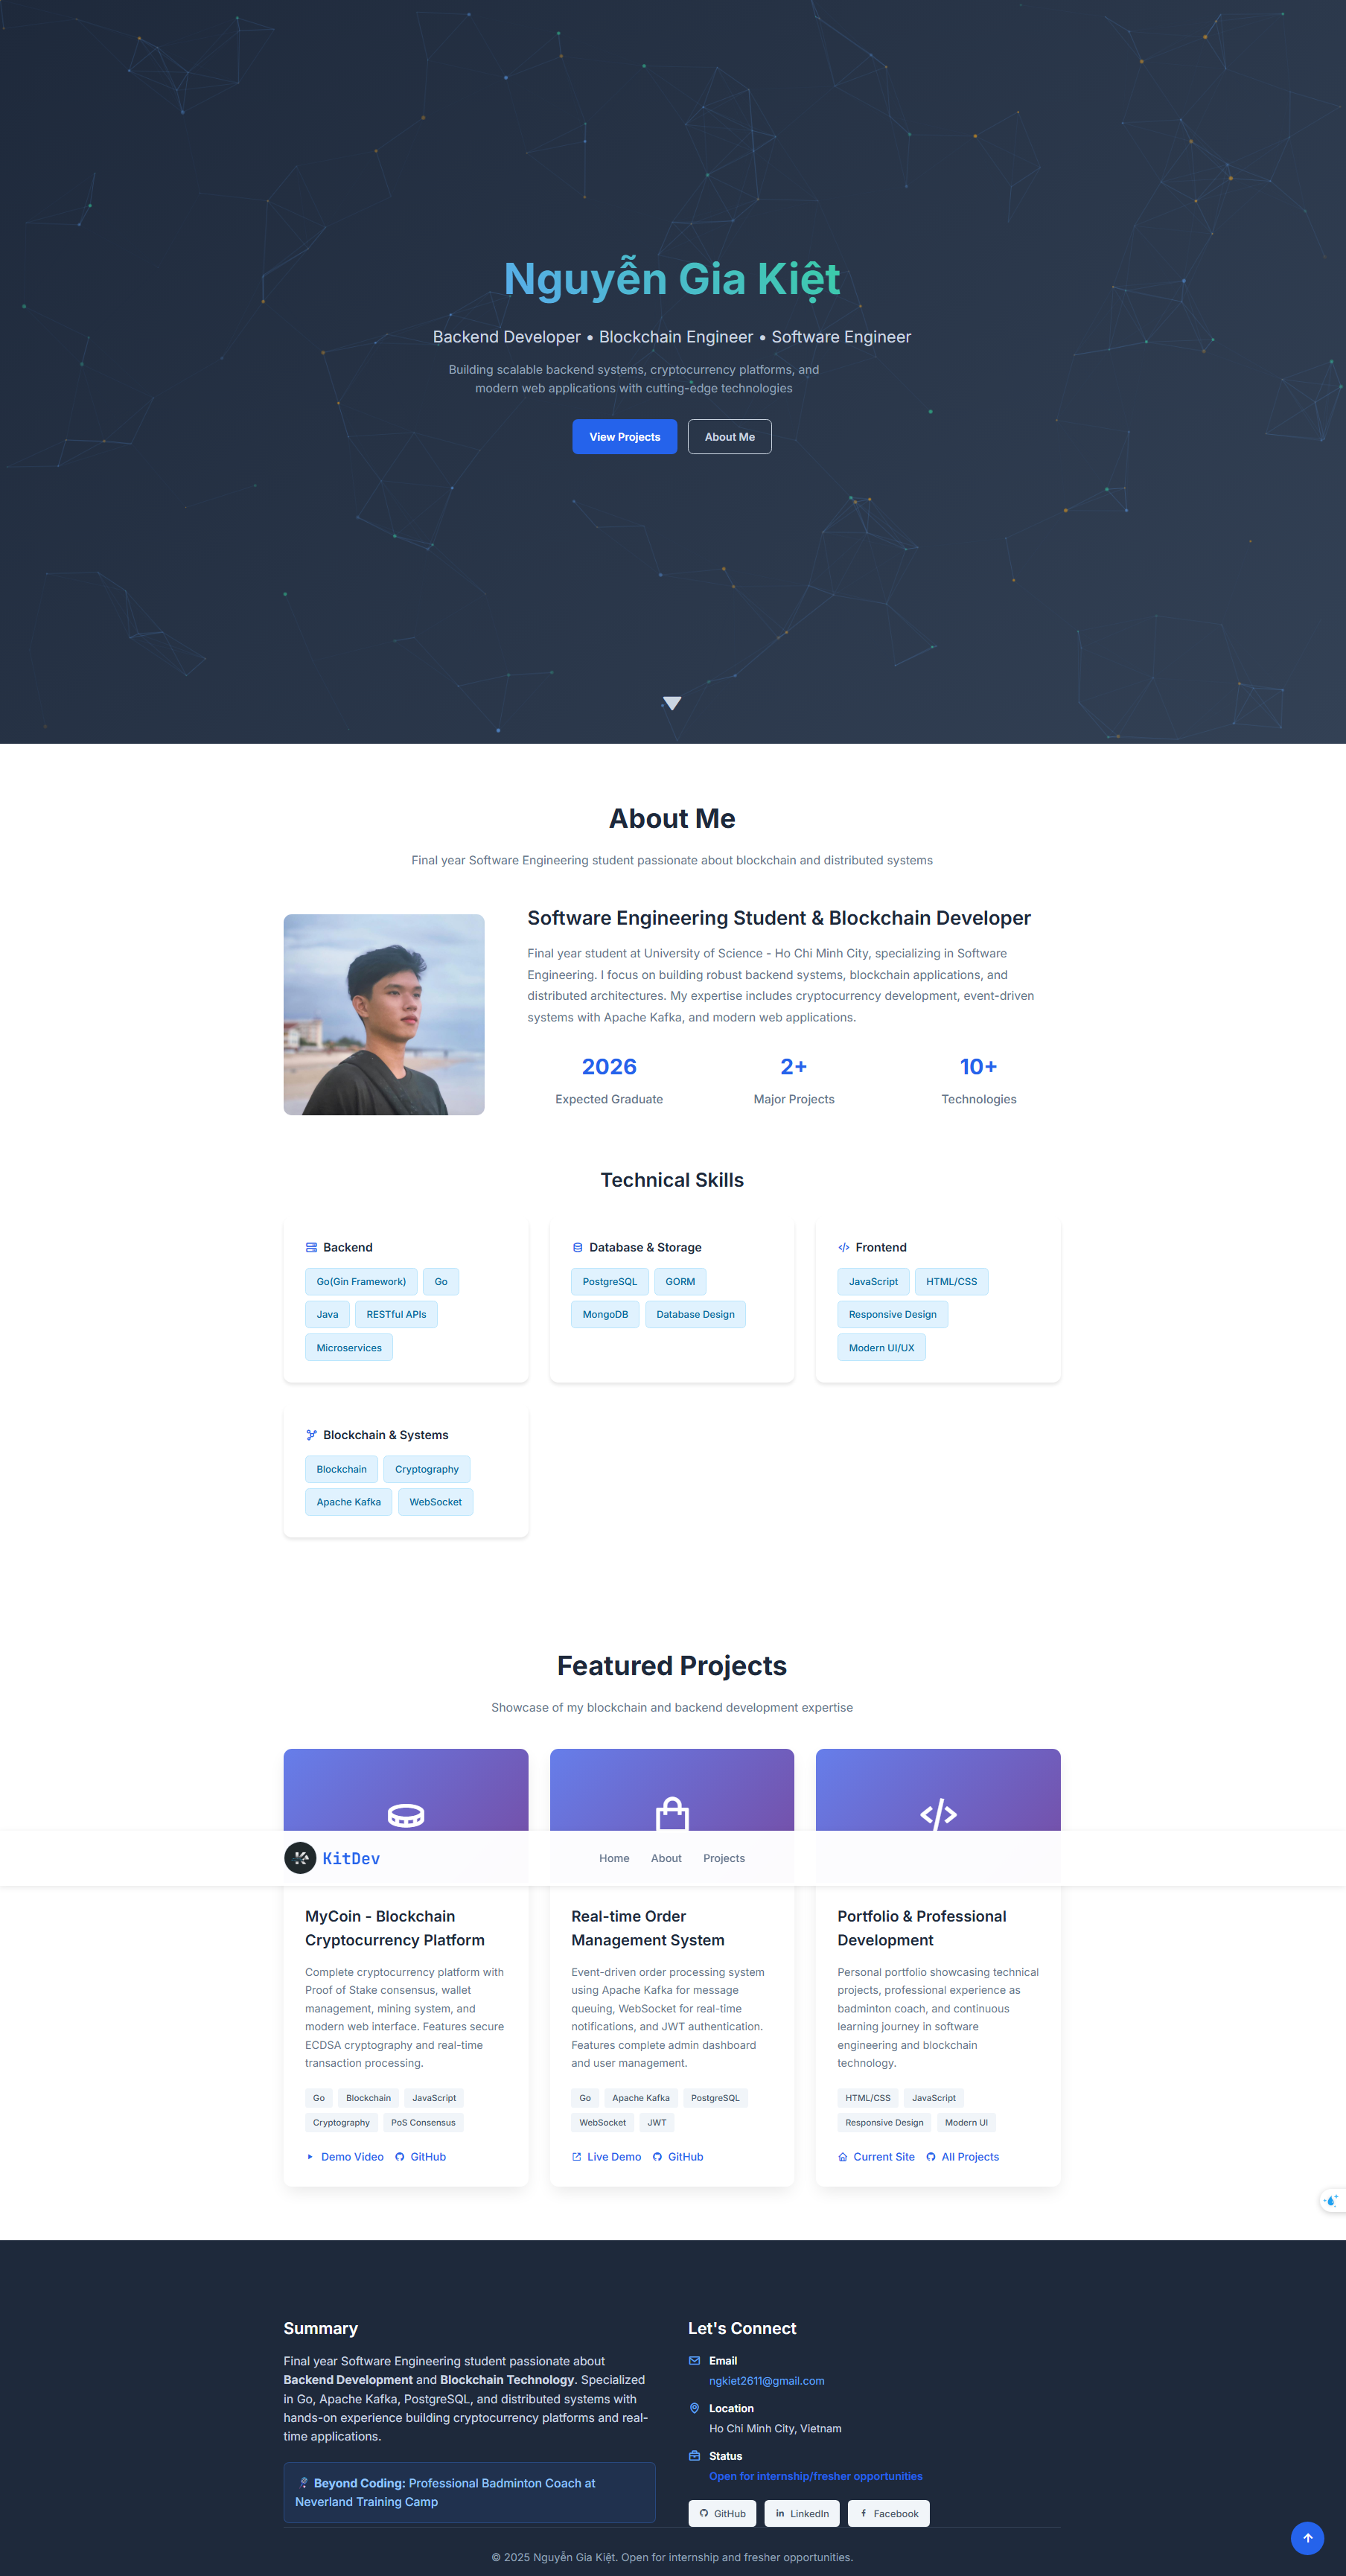 Nguyễn Gia Kiệt
Backend Developer • Blockchain Engineer • Software Engineer
Building scalable backend systems, cryptocurrency platforms, and
modern web applications with cutting-edge technologies
View Projects
About Me
About Me
Final year Software Engineering student passionate about blockchain and distributed systems
Software Engineering Student & Blockchain Developer
Final year student at University of Science - Ho Chi Minh City, specializing in Software
Engineering. I focus on building robust backend systems, blockchain applications, and
distributed architectures. My expertise includes cryptocurrency development, event-driven
systems with Apache Kafka, and modern web applications.
2026
Expected Graduate
2+
Major Projects
10+
Technologies
Technical Skills
Backend
Go(Gin Framework) Go
Java RESTful APIs
Microservices
Database & Storage
PostgreSQL GORM
MongoDB Database Design
Frontend
JavaScript HTML/CSS
Responsive Design
Modern UI/UX
Blockchain & Systems
Blockchain Cryptography
Apache Kafka WebSocket
Featured Projects
Showcase of my blockchain and backend development expertise
KitDev
Home About Projects
MyCoin - Blockchain
Cryptocurrency Platform
Complete cryptocurrency platform with
Proof of Stake consensus, wallet
management, mining system, and
modern web interface. Features secure
ECDSA cryptography and real-time
transaction processing.
Go Blockchain JavaScript
Cryptography PoS Consensus
Demo Video GitHub
Real-time Order
Management System
Event-driven order processing system
using Apache Kafka for message
queuing, WebSocket for real-time
notifications, and JWT authentication.
Features complete admin dashboard
and user management.
Go Apache Kafka PostgreSQL
WebSocket JWT
Live Demo GitHub
Portfolio & Professional
Development
Personal portfolio showcasing technical
projects, professional experience as
badminton coach, and continuous
learning journey in software
engineering and blockchain
technology.
HTML/CSS JavaScript
Responsive Design Modern UI
Current Site All Projects
Summary
Final year Software Engineering student passionate about
Backend Development and Blockchain Technology. Specialized
in Go, Apache Kafka, PostgreSQL, and distributed systems with
hands-on experience building cryptocurrency platforms and real-
time applications.
Beyond Coding: Professional Badminton Coach at
Neverland Training Camp
Let's Connect
Email
ngkiet2611@gmail.com
Location
Ho Chi Minh City, Vietnam
Status
Open for internship/fresher opportunities
GitHub LinkedIn Facebook
© 2025 Nguyễn Gia Kiệt. Open for internship and fresher opportunities.